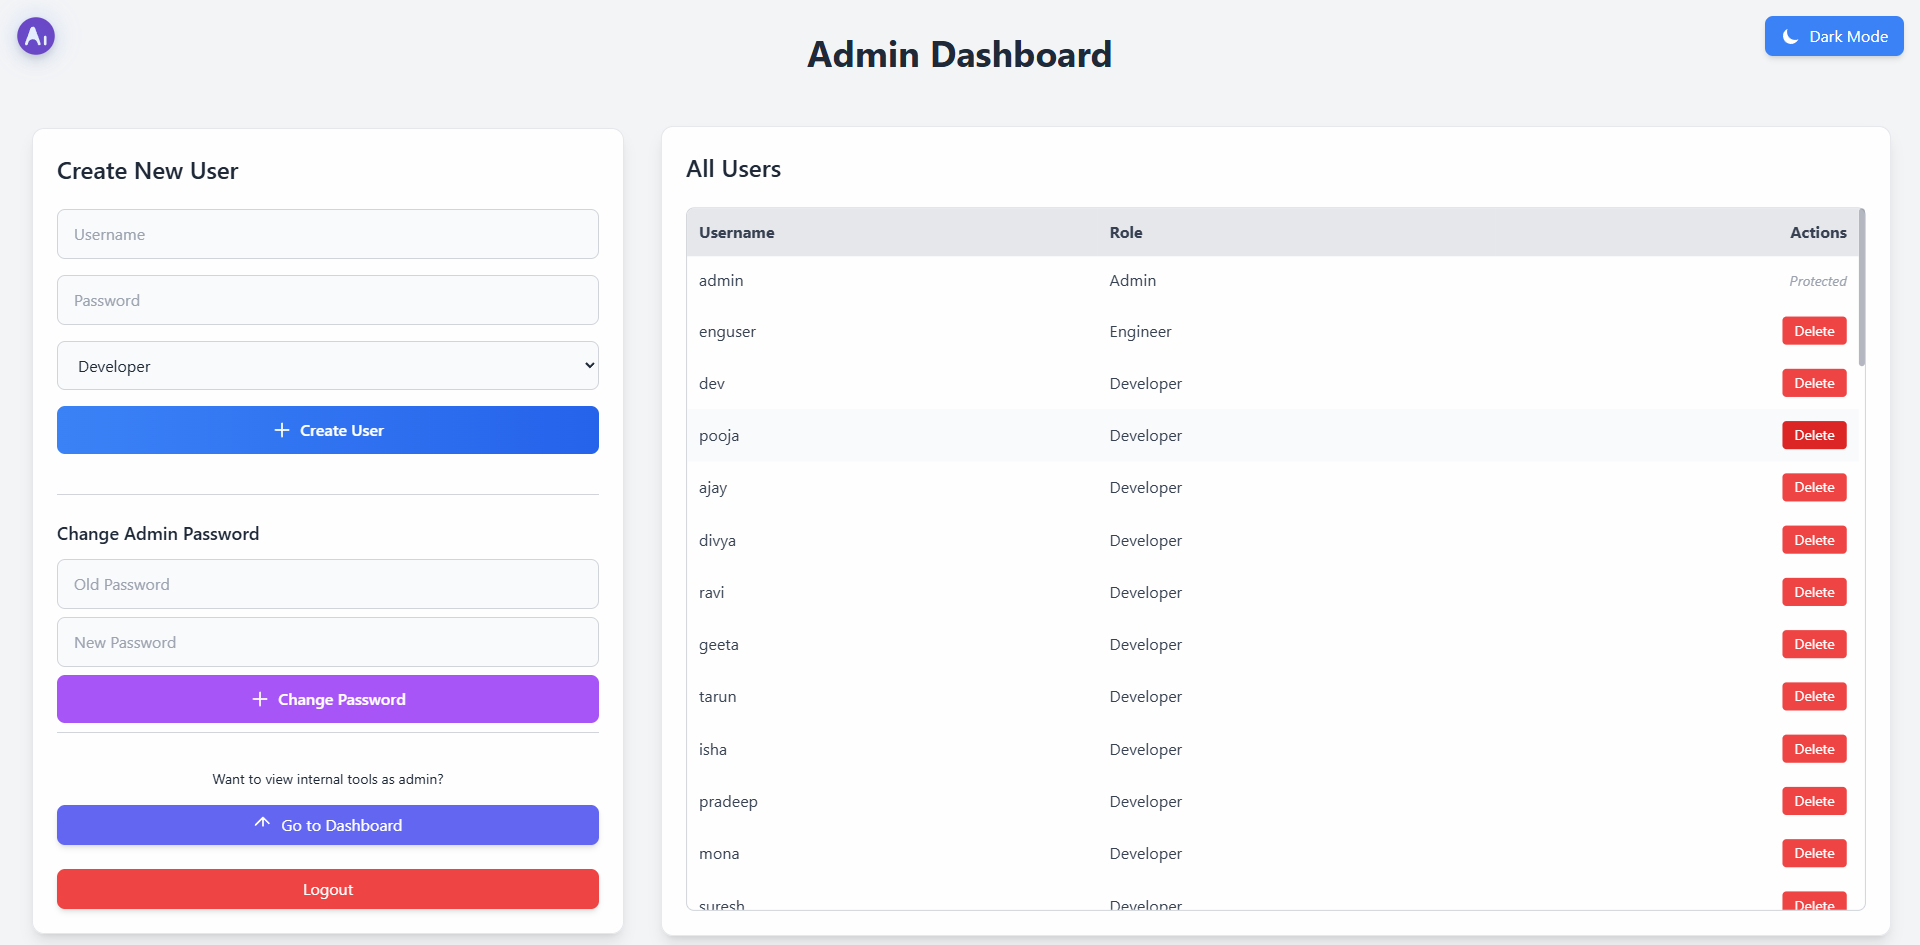 AI
Admin Dashboard
Dark Mode
Create New User
Username
Password
Developer
Create User
Change Admin Password
Old Password
New Password
Change Password
Want to view internal tools as admin?
Go to Dashboard
Logout
All Users
Username Role Actions
admin Admin Protected
enguser Engineer Delete
dev Developer Delete
pooja Developer Delete
ajay Developer Delete
divya Developer Delete
ravi Developer Delete
geeta Developer Delete
tarun Developer Delete
isha Developer Delete
pradeep Developer Delete
mona Developer Delete
suresh Developer Delete